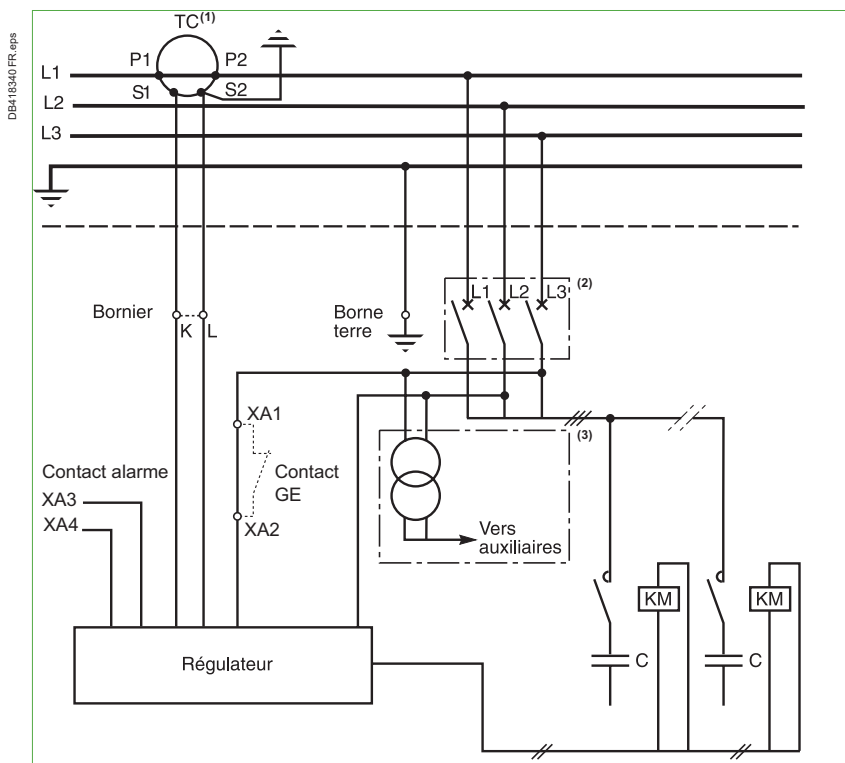 DB418340 FR.eps
TC(1)
P1
P2
L1
S1
S2
L2
L3
L1
L2
L3
(2)
Bornier
K
L
Borne
terre
XA1
(3)
Contact alarme
Contact
GE
XA3
XA4
XA2
Vers
auxiliaires
KM
KM
C
C
Régulateur